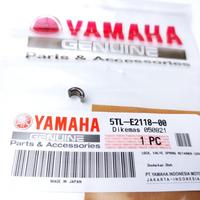 YAMAHA
GENUINE
Parts & Accessories
YAMAHA
GENUINE
Parts & Accessories
MADE IN JAPAN
5TL-E2118-00
Dikemas 050821
1 PC
LOCK, VALVE SPRING RETAINER
PT. YAMAHA INDONESIA MOTOR
JAKARTA-INDONESIA